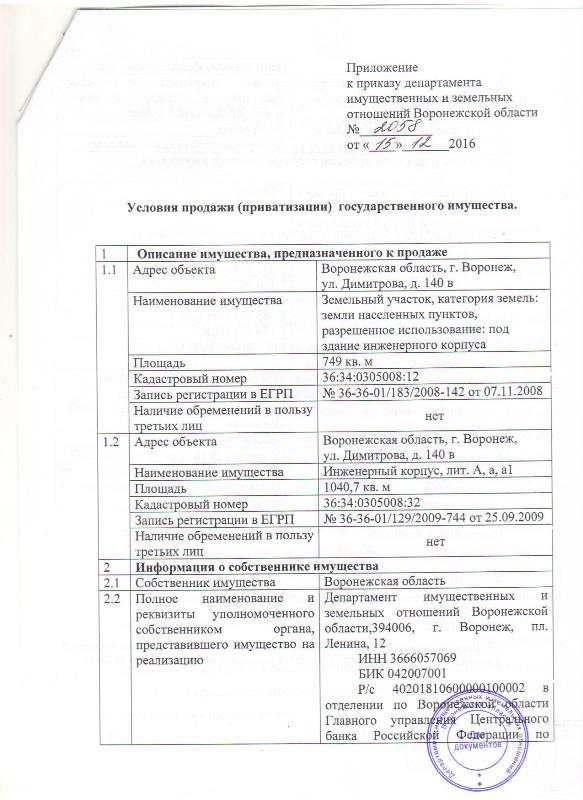 Приложение
к приказу департамента
имущественных и земельных
отношений Воронежской области
№ 2058
от « 15 » 12 2016
Условия продажи (приватизации) государственного имущества.
1 Описание имущества, предназначенного к продаже
1.1 Адрес объекта Воронежская область, г. Воронеж,
ул. Димитрова, д. 140 в
Наименование имущества Земельный участок, категория земель:
земли населенных пунктов,
разрешенное использование: под
здание инженерного корпуса
Площадь 749 кв. м
Кадастровый номер 36:34:0305008:12
Запись регистрации в ЕГРП № 36-36-01/183/2008-142 от 07.11.2008
Наличие обременений в пользу
третьих лиц нет
1.2 Адрес объекта Воронежская область, г. Воронеж,
ул. Димитрова, д. 140 в
Наименование имущества Инженерный корпус, лит. А, а, а1
Площадь 1040,7 кв. м
Кадастровый номер 36:34:0305008:32
Запись регистрации в ЕГРП № 36-36-01/129/2009-744 от 25.09.2009
Наличие обременений в пользу
третьих лиц нет
2 Информация о собственнике имущества
2.1 Собственник имущества Воронежская область
2.2 Полное наименование и Департамент имущественных и
реквизиты уполномоченного земельных отношений Воронежской
собственником органа, области,394006, г. Воронеж, пл.
представившего имущество на Ленина, 12
реализацию ИНН 3666057069
БИК 042007001
Р/с 40201810600000100002 в
отделении по Воронежской области
Главного управления Центрального
банка Российской Федерации по
Для
документов